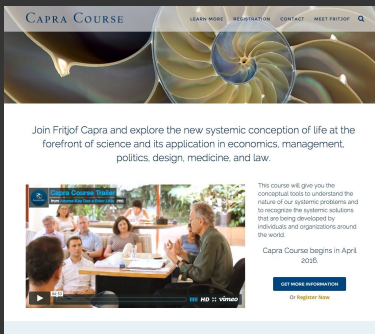 CAPRA COURSE
LEARN MORE REGISTRATION CONTACT MEET FRITJOF
Join Fritjof Capra and explore the new systemic conception of life at the
forefront of science and its application in economics, management,
politics, design, medicine, and law.
Capra Course Trailer
from
This course will give you the
conceptual tools to understand the
nature of our systemic problems and
to recognize the systemic solutions
that are being developed by
individuals and organizations around
the world.
Capra Course begins in April
2016.
HD :: vimeo
GET MORE INFORMATION
Or Register Now